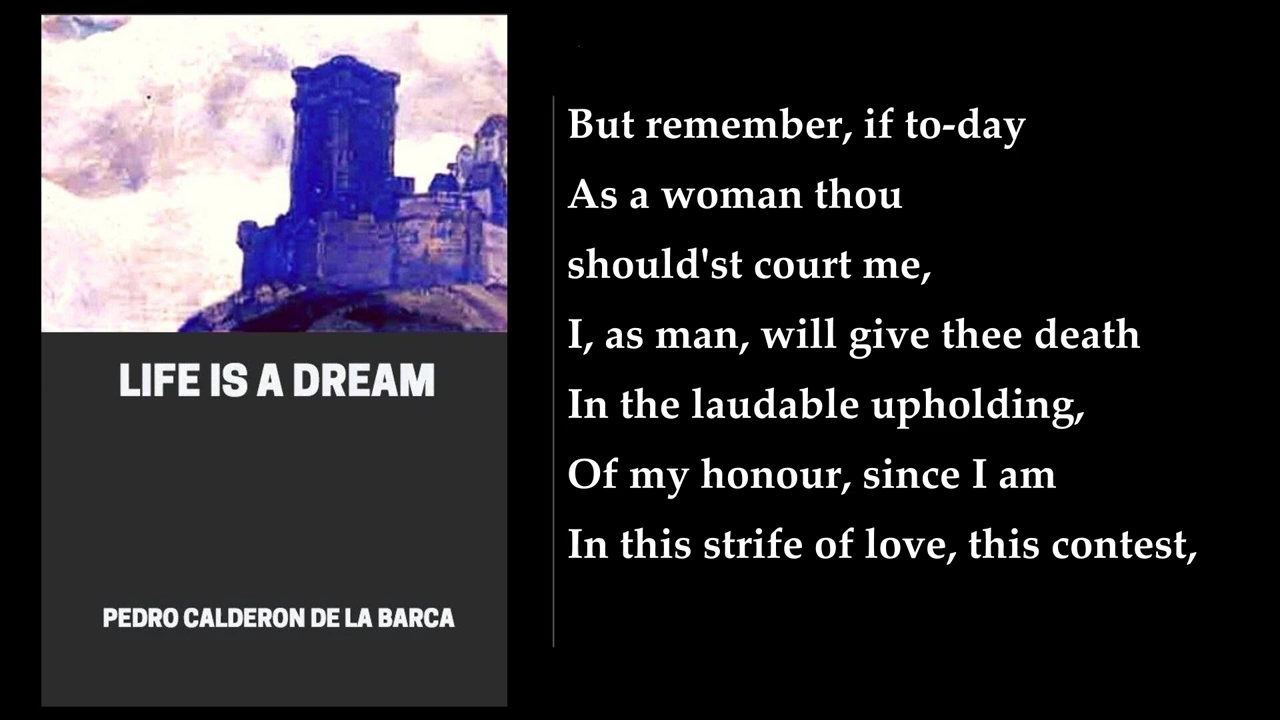 LIFE IS A DREAM
PEDRO CALDERON DE LA BARCA
But remember, if to-day
As a woman thou
should'st court me,
I, as man, will give thee death
In the laudable upholding,
Of my honour, since I am
In this strife of love, this contest,